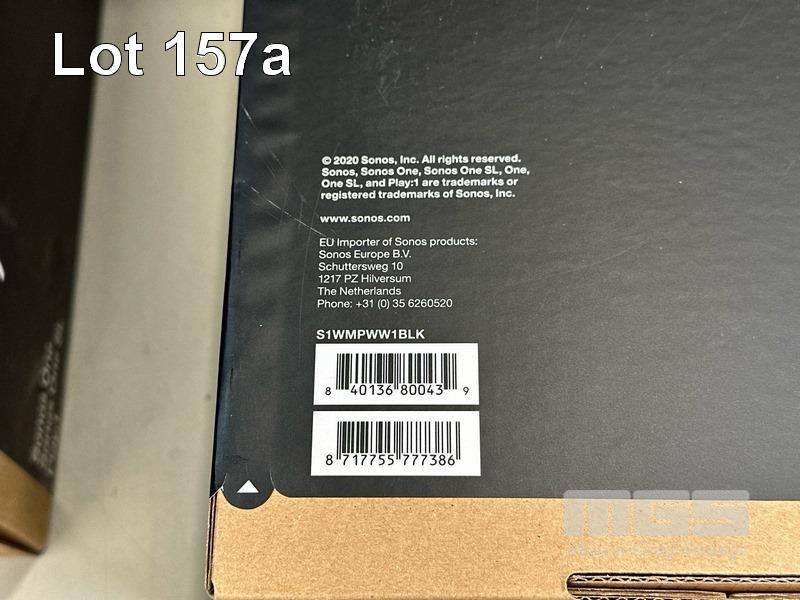 Lot 157a
© 2020 Sonos, Inc. All rights reserved.
Sonos, Sonos One, Sonos One SL, One,
One SL, and Play:1 are trademarks or
registered trademarks of Sonos, Inc.
www.sonos.com
EU Importer of Sonos products:
Sonos Europe B.V.
Schuttersweg 10
1217 PZ Hilversum
The Netherlands
Phone: +31 (0) 35 6260520
S1WMPWW1BLK
8 40136 80043 9
8 717755 777386
MGS
Sonos One